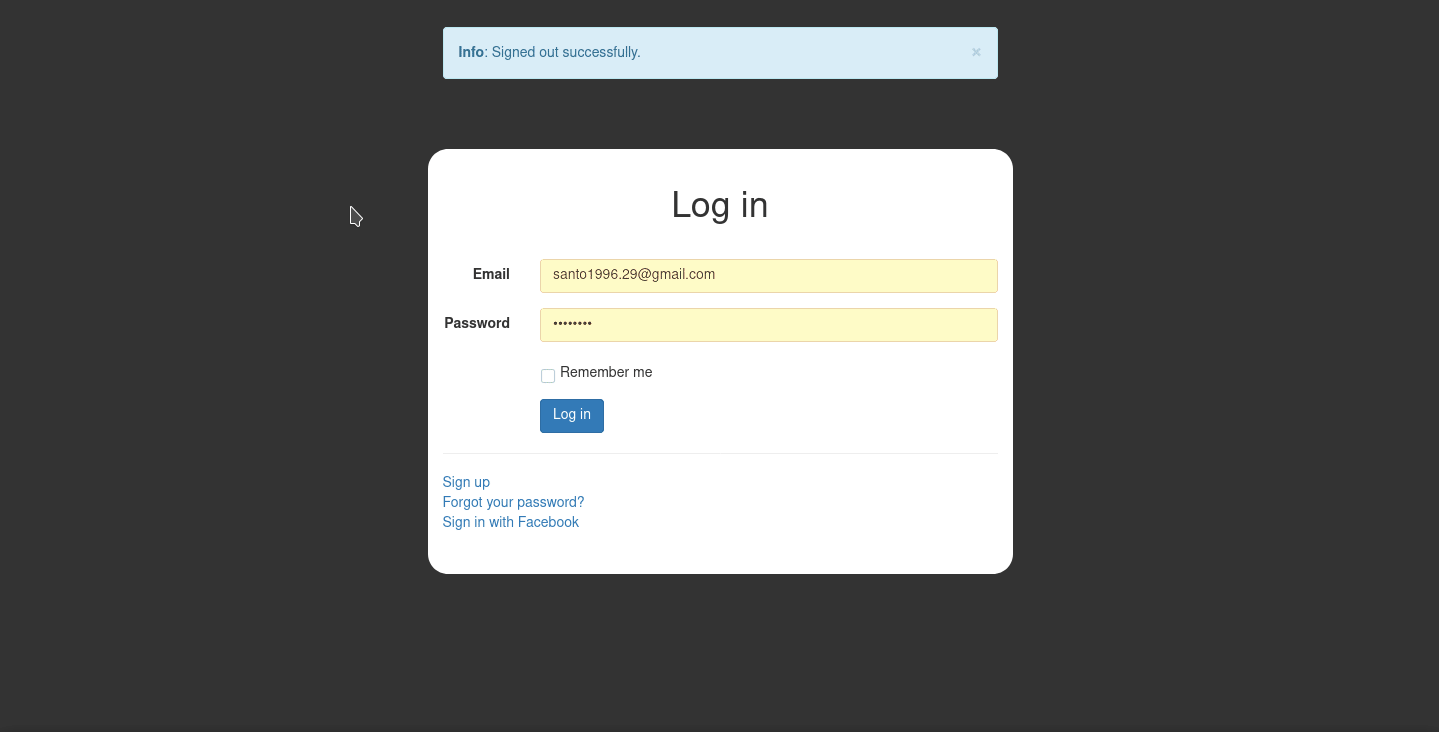 Info: Signed out successfully. ×
Log in
Email santo1996.29@gmail.com
Password ••••••••
Remember me
Log in
Sign up
Forgot your password?
Sign in with Facebook